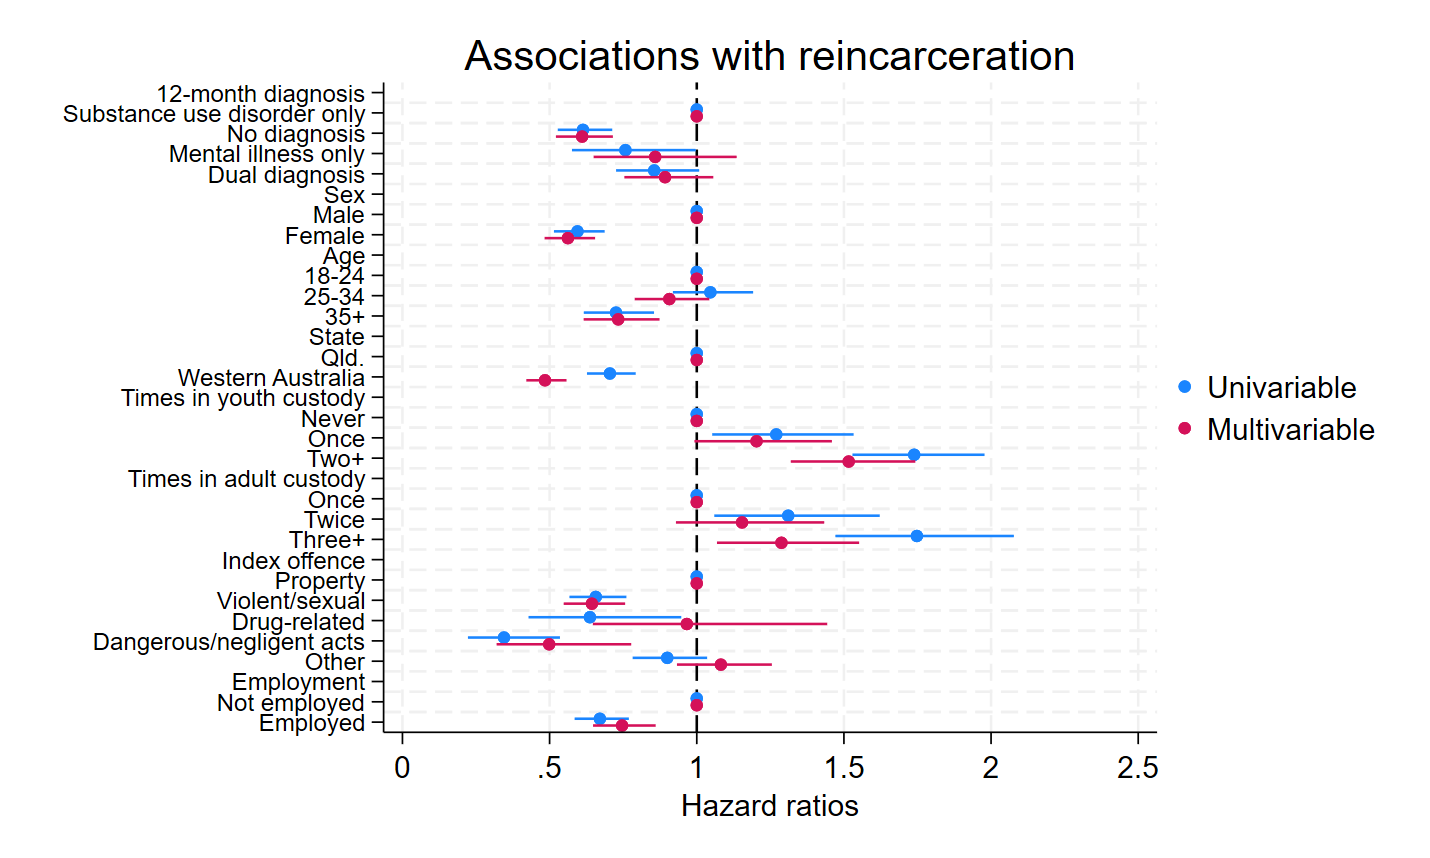 Associations with reincarceration
12-month diagnosis
Substance use disorder only
No diagnosis
Mental illness only
Dual diagnosis
Sex
Male
Female
Age
18-24
25-34
35+
State
Qld.
Western Australia
Times in youth custody
Never
Once
Two+
Times in adult custody
Once
Twice
Three+
Index offence
Property
Violent/sexual
Drug-related
Dangerous/negligent acts
Other
Employment
Not employed
Employed
0 .5 1 1.5 2 2.5
Hazard ratios
Univariable
Multivariable